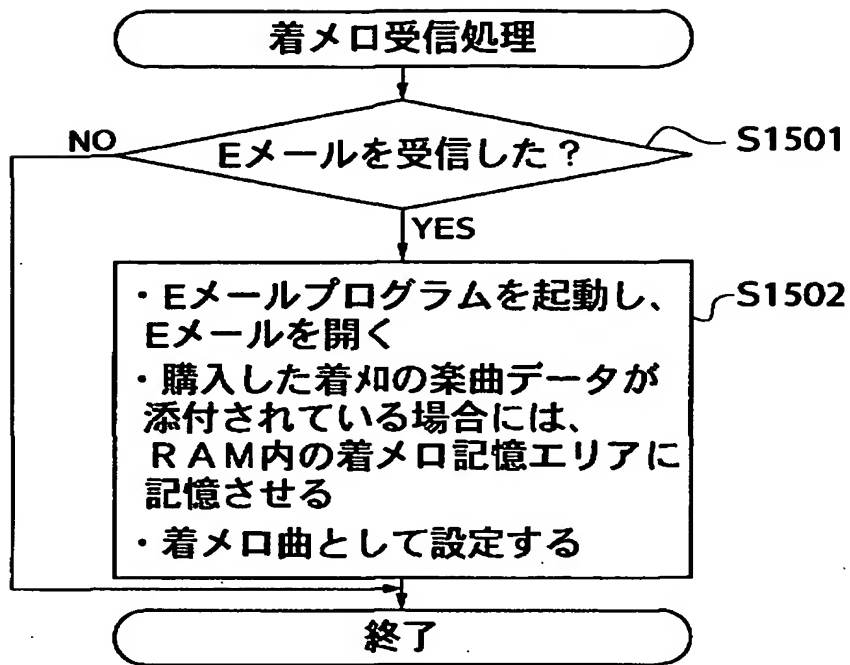 着メロ受信処理
NO
Eメールを受信した？
S1501
YES
・Eメールプログラムを起動し、
Eメールを開く
S1502
・購入した着メロの楽曲データが
添付されている場合には、
ＲＡＭ内の着メロ記憶エリアに
記憶させる
・着メロ曲として設定する
終了